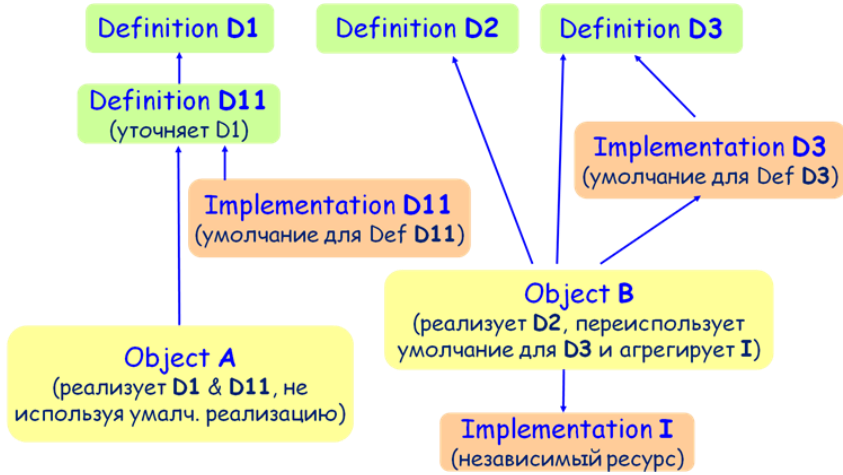 Definition D1
Definition D2
Definition D3
Definition D11
(уточняет D1)
Implementation D3
(умолчание для Def D3)
Implementation D11
(умолчание для Def D11)
Object B
(реализует D2, переиспользует
умолчание для D3 и агрегирует I)
Object A
(реализует D1 & D11, не
используя умалч. реализацию)
Implementation I
(независимый ресурс)